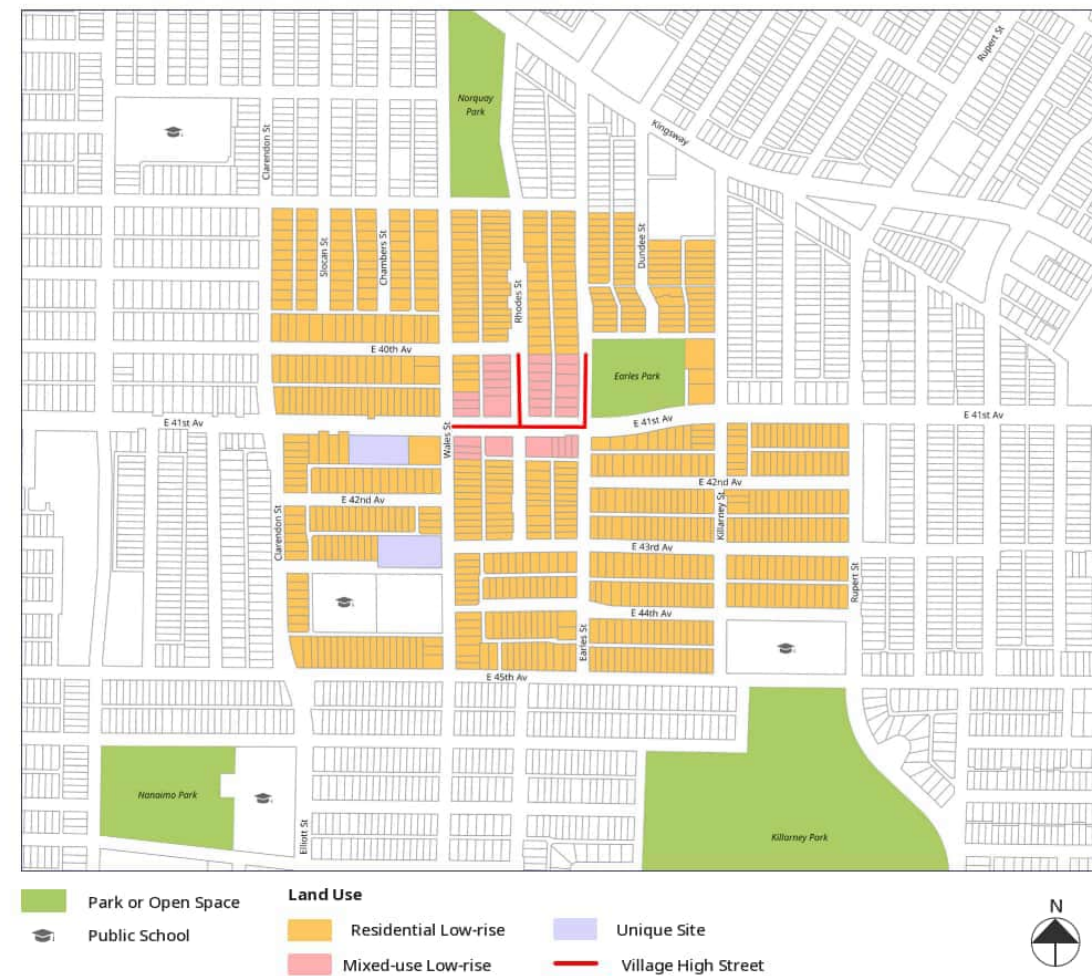 Rupert St
Norquay
Park
Kingsway
Clarendon St
Slocan St
Chambers St
Dundee St
Rhodes St
E 40th Av
Earles Park
E 41st Av
E 41st Av
E 41st Av
Wales St
E 42nd Av
E 42nd Av
Killarney St
Clarendon St
E 43rd Av
Rupert St
E 44th Av
Earles St
E 45th Av
Nanaimo Park
Elliott St
Killarney Park
Park or Open Space
Public School
Land Use
Residential Low-rise
Mixed-use Low-rise
Unique Site
Village High Street
N